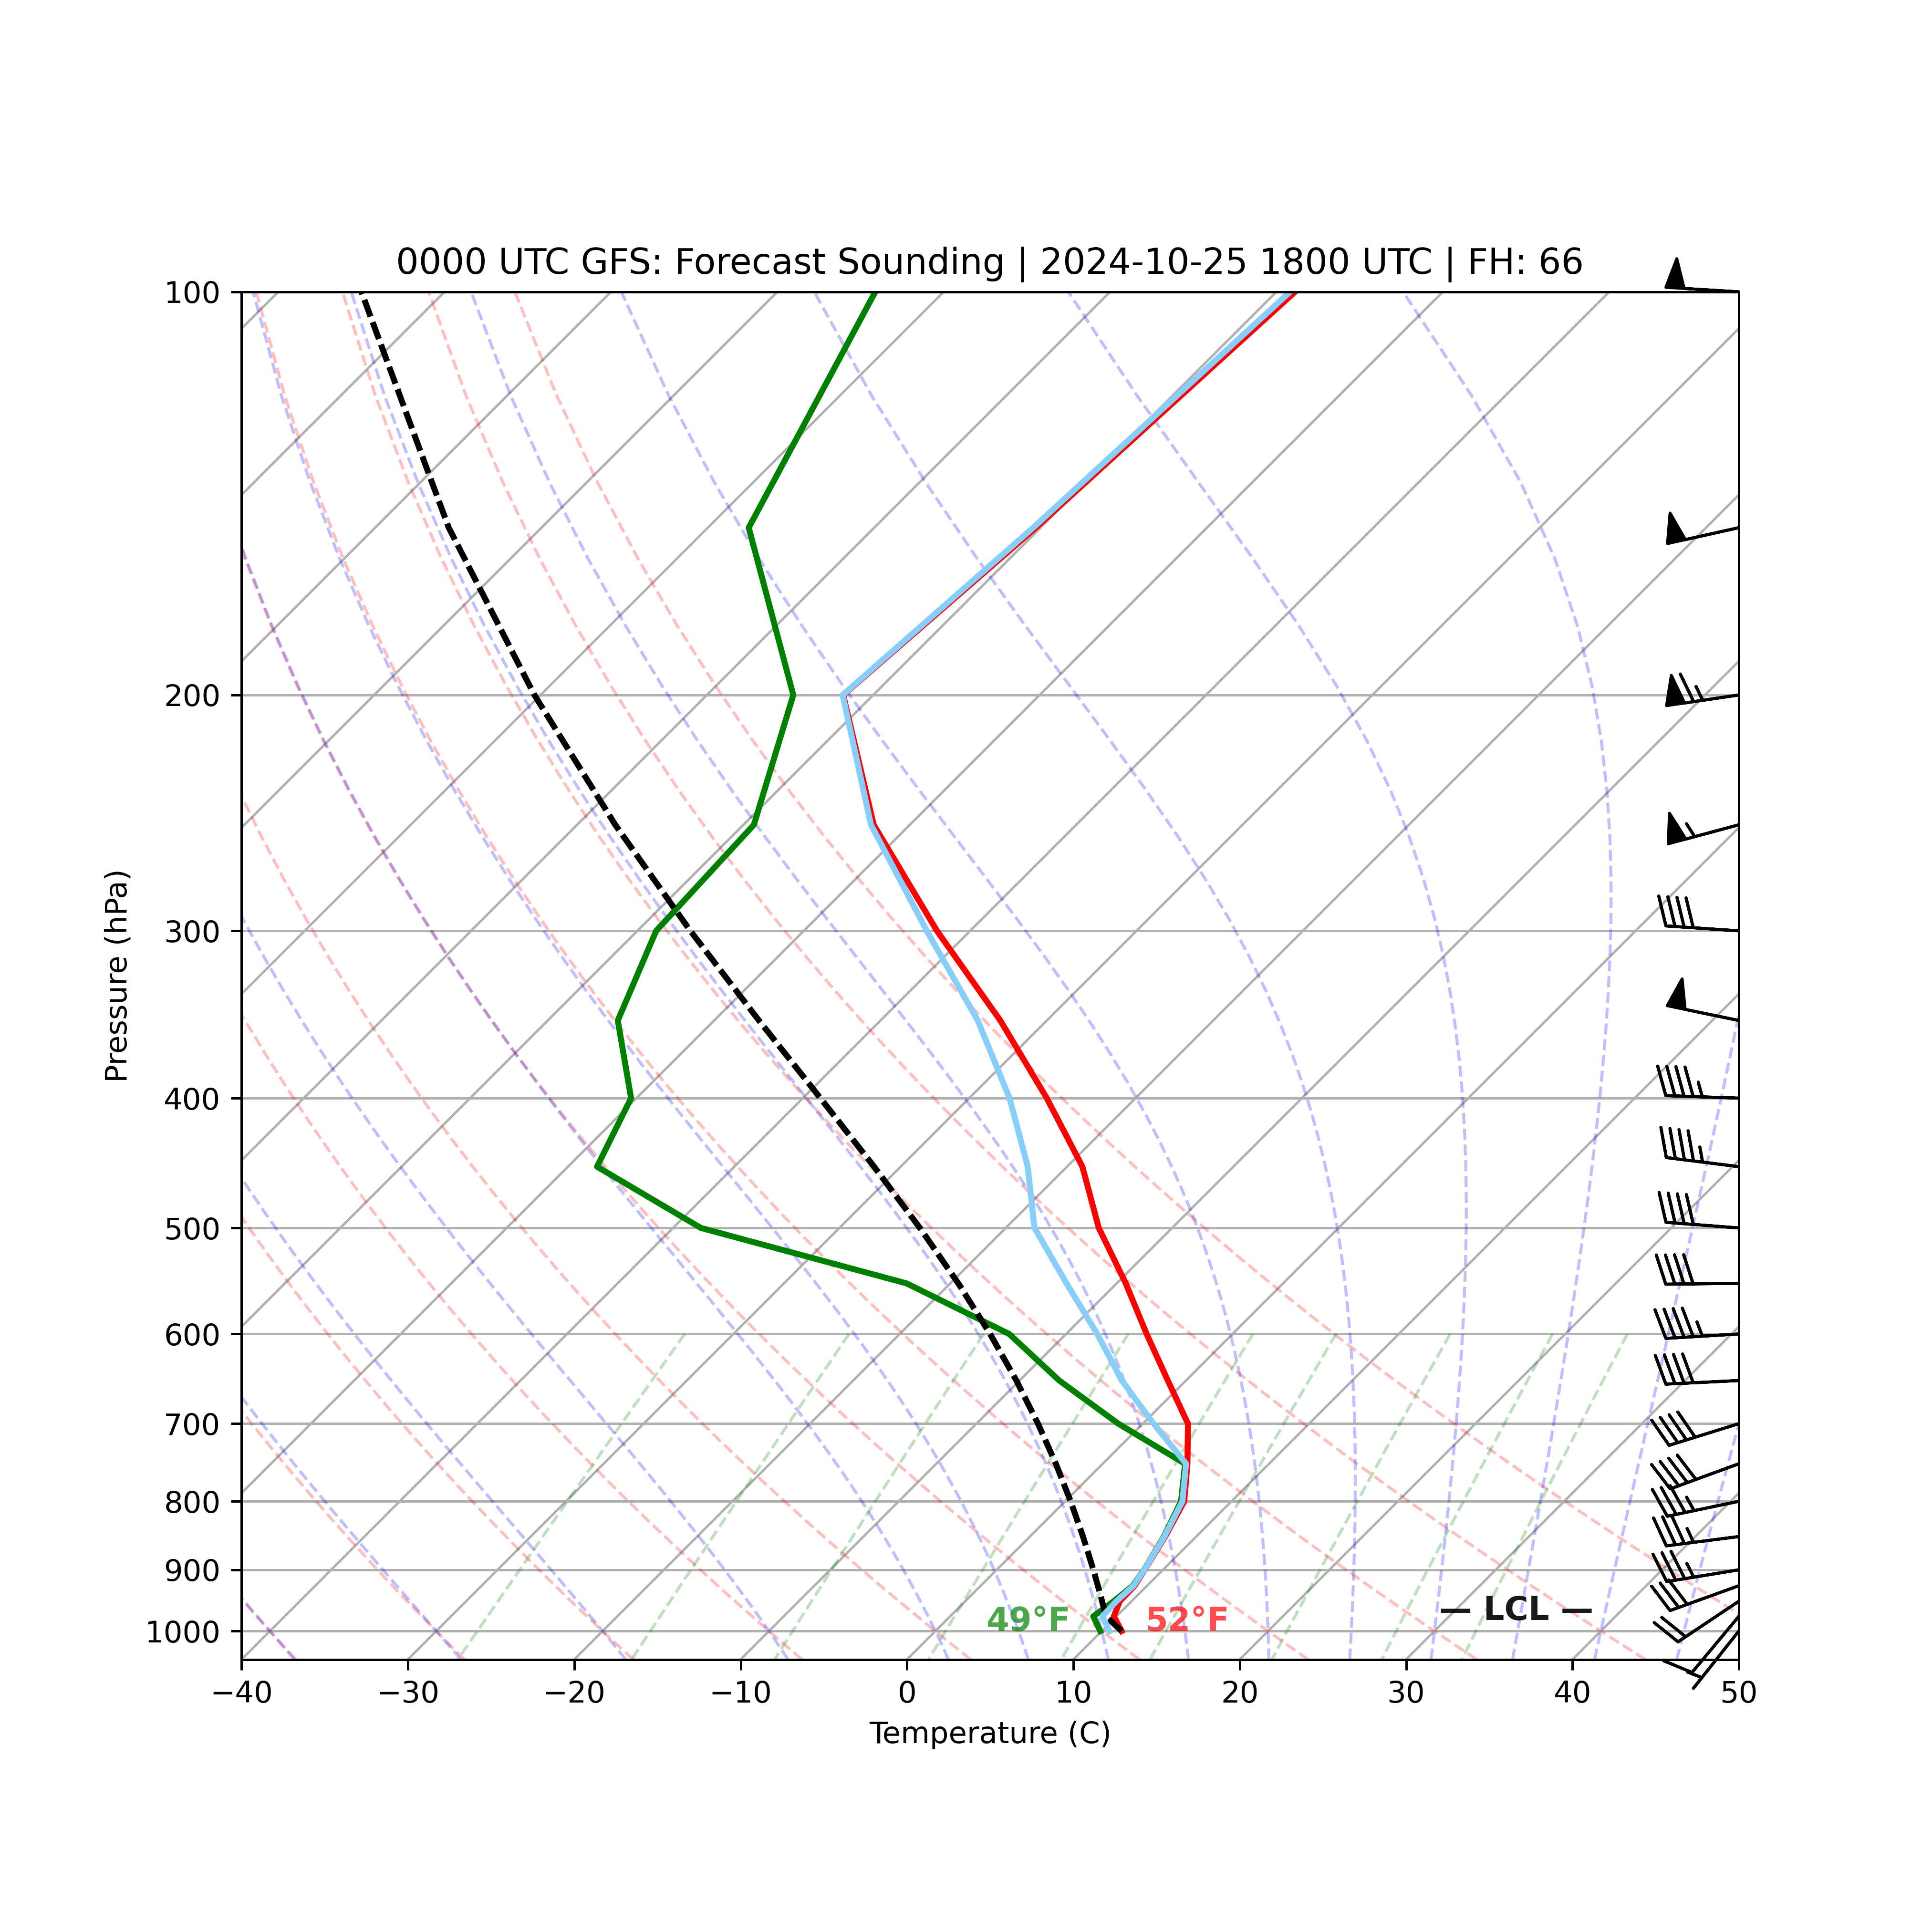 0000 UTC GFS: Forecast Sounding | 2024-10-25 1800 UTC | FH: 66
100
200
300
400
500
600
700
800
900
1000
Pressure (hPa)
49°F
52°F
— LCL —
−40 −30 −20 −10 0 10 20 30 40 50
Temperature (C)